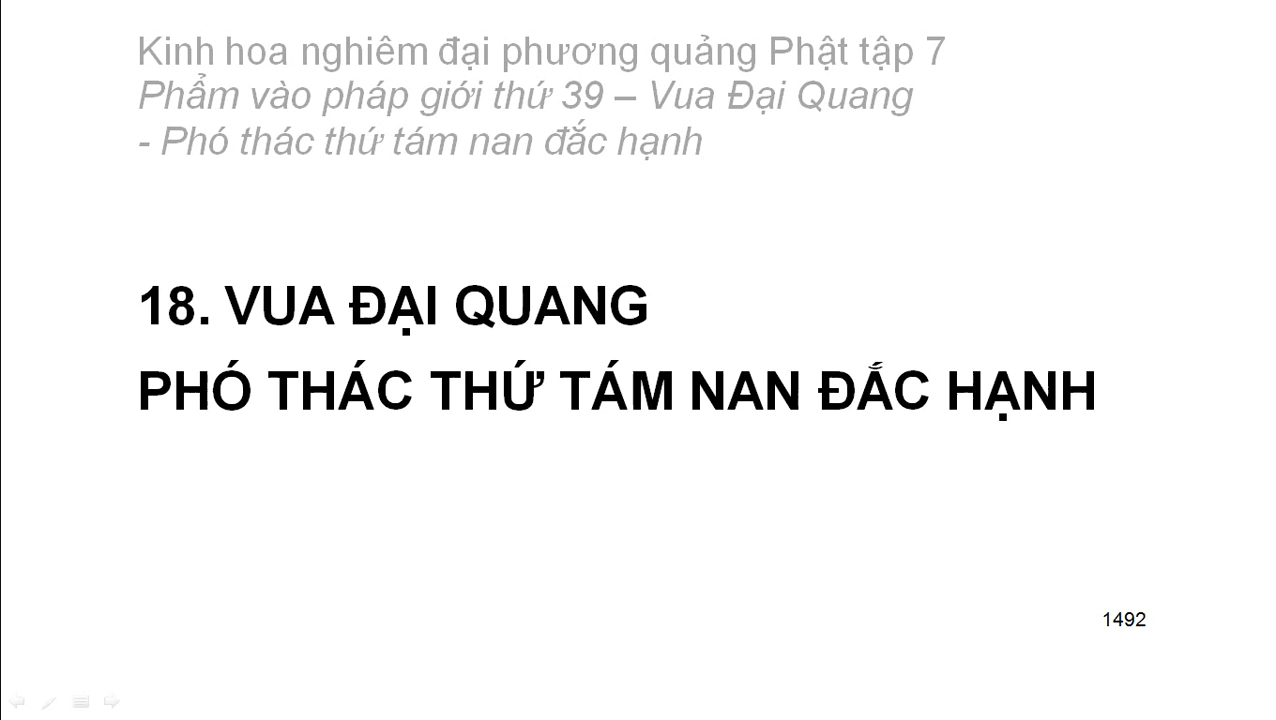 Kinh hoa nghiêm đại phương quảng Phật tập 7
Phẩm vào pháp giới thứ 39 – Vua Đại Quang
- Phó thác thứ tám nan đắc hạnh
18. VUA ĐẠI QUANG
PHÓ THÁC THỨ TÁM NAN ĐẮC HẠNH
1492